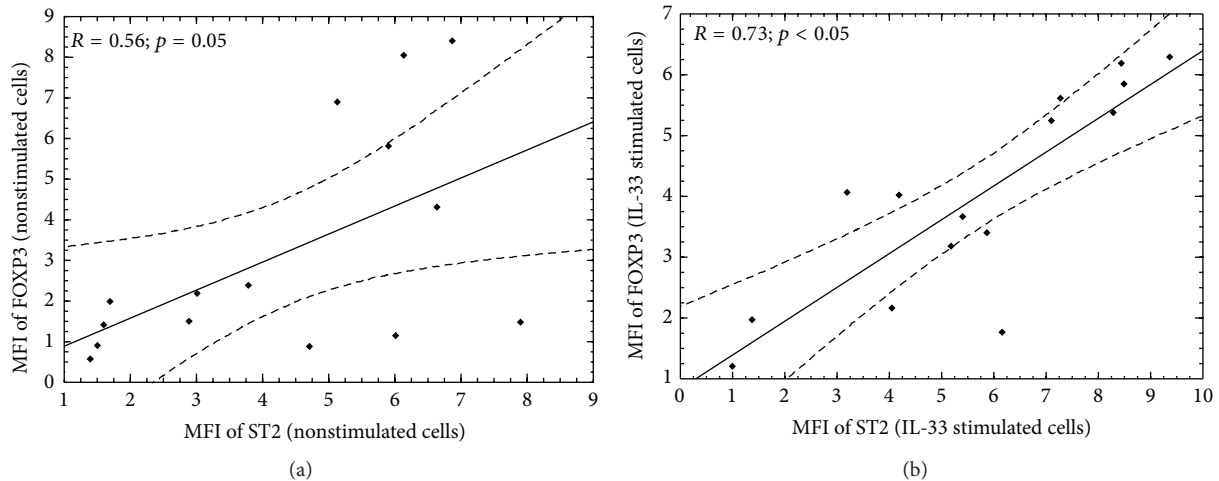 R = 0.56; p = 0.05
9
8
7
6
5
4
3
2
1
0
MFI of FOXP3 (nonstimulated cells)
1 2 3 4 5 6 7 8 9
MFI of ST2 (nonstimulated cells)
(a)
R = 0.73; p < 0.05
7
6
5
4
3
2
1
MFI of FOXP3 (IL-33 stimulated cells)
0 1 2 3 4 5 6 7 8 9 10
MFI of ST2 (IL-33 stimulated cells)
(b)